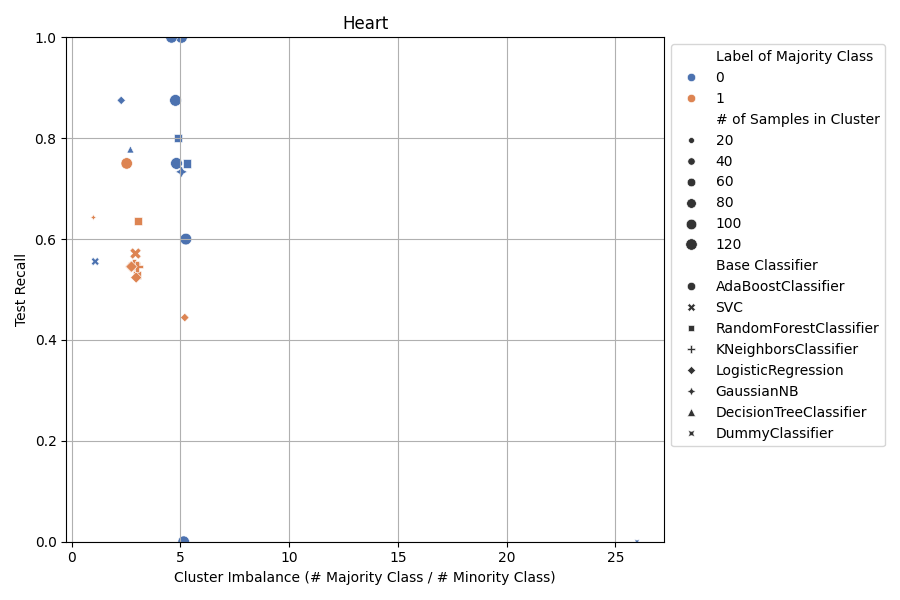 Heart
1.0
0.8
0.6
0.4
0.2
0.0
Test Recall
0
5
10
15
20
25
Cluster Imbalance (# Majority Class / # Minority Class)
Label of Majority Class
0
1
# of Samples in Cluster
20
40
60
80
100
120
Base Classifier
AdaBoostClassifier
SVC
RandomForestClassifier
KNeighborsClassifier
LogisticRegression
GaussianNB
DecisionTreeClassifier
DummyClassifier